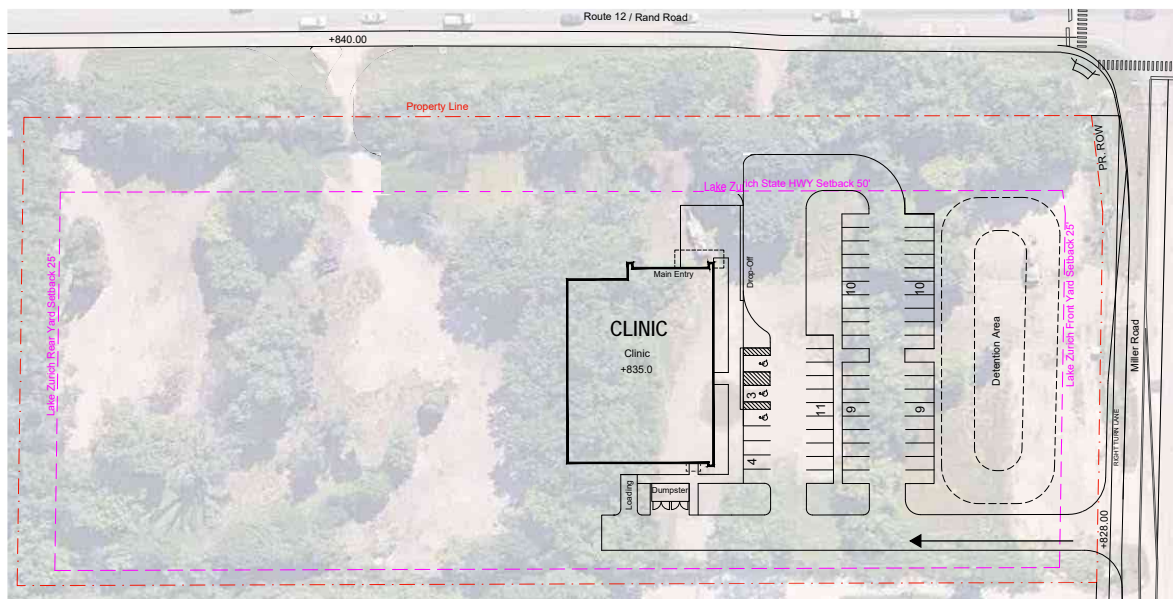 Route 12 / Rand Road
+840.00
Property Line
PR. ROW
Lake Zurich State HWY Setback 50'
Lake Zurich Rear Yard Setback 25'
Lake Zurich Front Yard Setback 25'
Main Entry
Drop-Off
10
10
CLINIC
Clinic
+835.0
Detention Area
Miller Road
3
11
9
9
4
RIGHT TURN LANE
Loading
Dumpster
+828.00